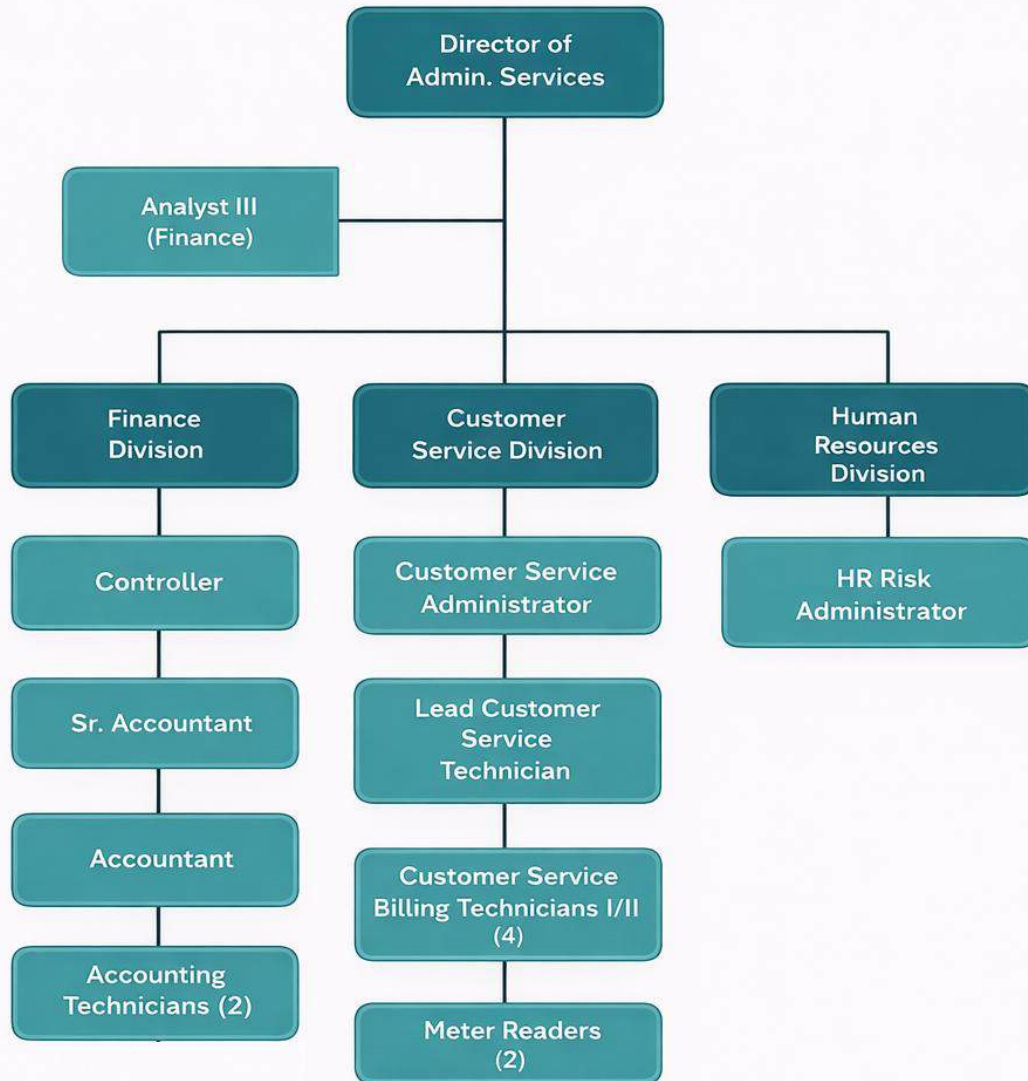 Director of
Admin. Services
Analyst III
(Finance)
Finance
Division
Customer
Service Division
Human
Resources
Division
Controller
Customer Service
Administrator
HR Risk
Administrator
Sr. Accountant
Lead Customer
Service
Technician
Accountant
Customer Service
Billing Technicians I/II
(4)
Accounting
Technicians (2)
Meter Readers
(2)